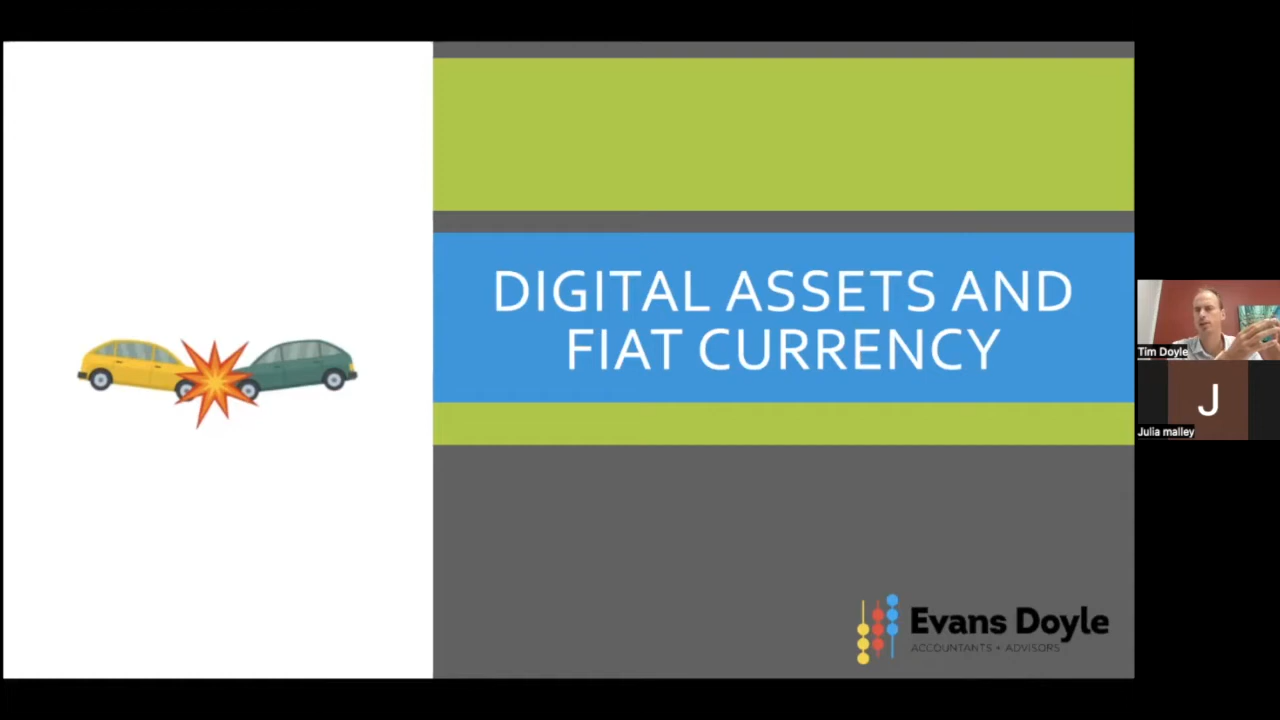 DIGITAL ASSETS AND
FIAT CURRENCY
Evans Doyle
ACCOUNTANTS • ADVISORS
Tim Doyle
J
Julia malley